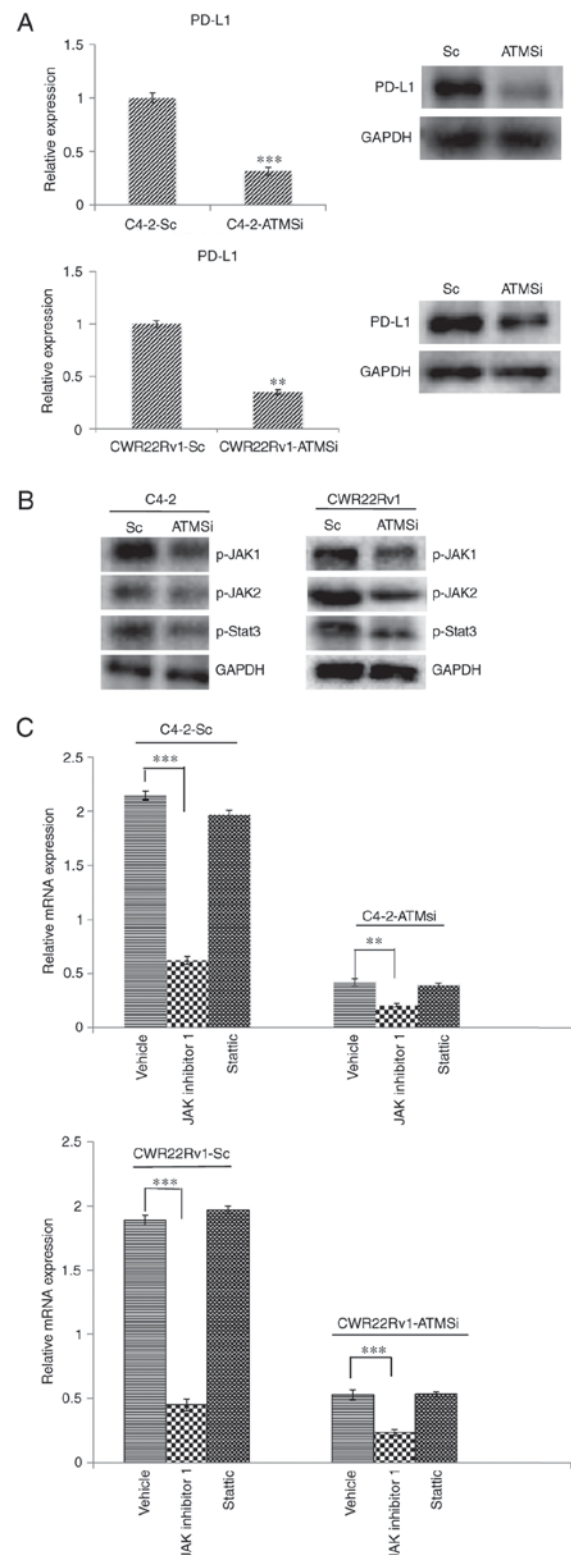 A
PD-L1
Relative expression
1.5
1
0.5
0
***
C4-2-Sc C4-2-ATMSi
Sc ATMSi
PD-L1
GAPDH
PD-L1
Relative expression
1.5
1
0.5
0
**
CWR22Rv1-Sc CWR22Rv1-ATMSi
Sc ATMSi
PD-L1
GAPDH
B
C4-2
Sc ATMSi
p-JAK1
p-JAK2
p-Stat3
GAPDH
CWR22Rv1
Sc ATMSi
p-JAK1
p-JAK2
p-Stat3
GAPDH
C
C4-2-Sc
***
C4-2-ATMsi
**
Relative mRNA expression
2.5
2
1.5
1
0.5
0
Vehicle
JAK inhibitor 1
Stattic
Vehicle
JAK inhibitor 1
Stattic
CWR22Rv1-Sc
***
CWR22Rv1-ATMSi
***
Relative mRNA expression
2.5
2
1.5
1
0.5
0
Vehicle
JAK inhibitor 1
Stattic
Vehicle
JAK inhibitor 1
Stattic